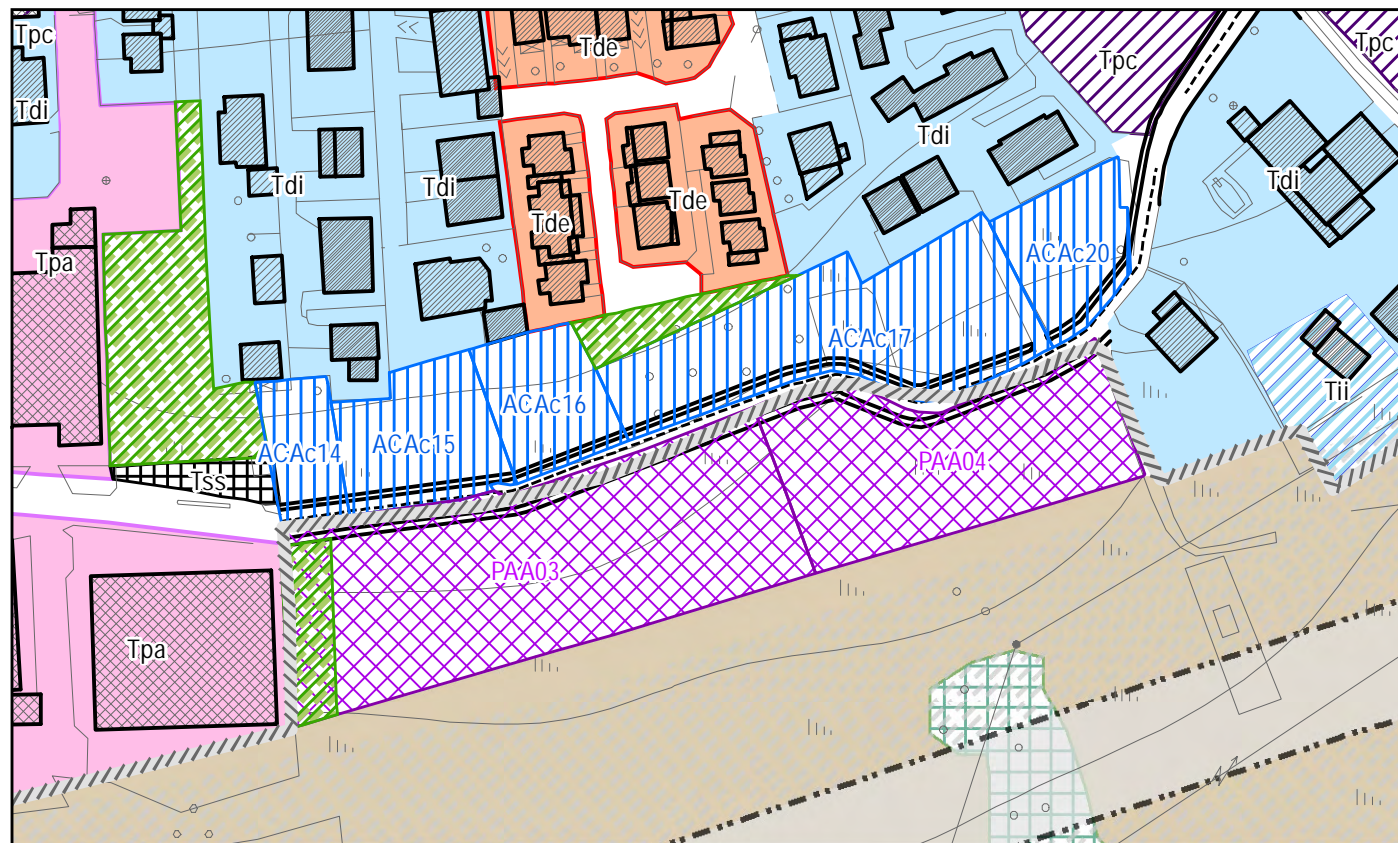 Tpc
Tde
Tpc
Tpc
Tdi
Tdi
Tdi
Tdi
Tdi
Tde
Tde
Tpa
ACAc20
ACAc17
Tii
ACAc16
ACAc15
ACAc14
PAA04
Tss
PAA03
Tpa